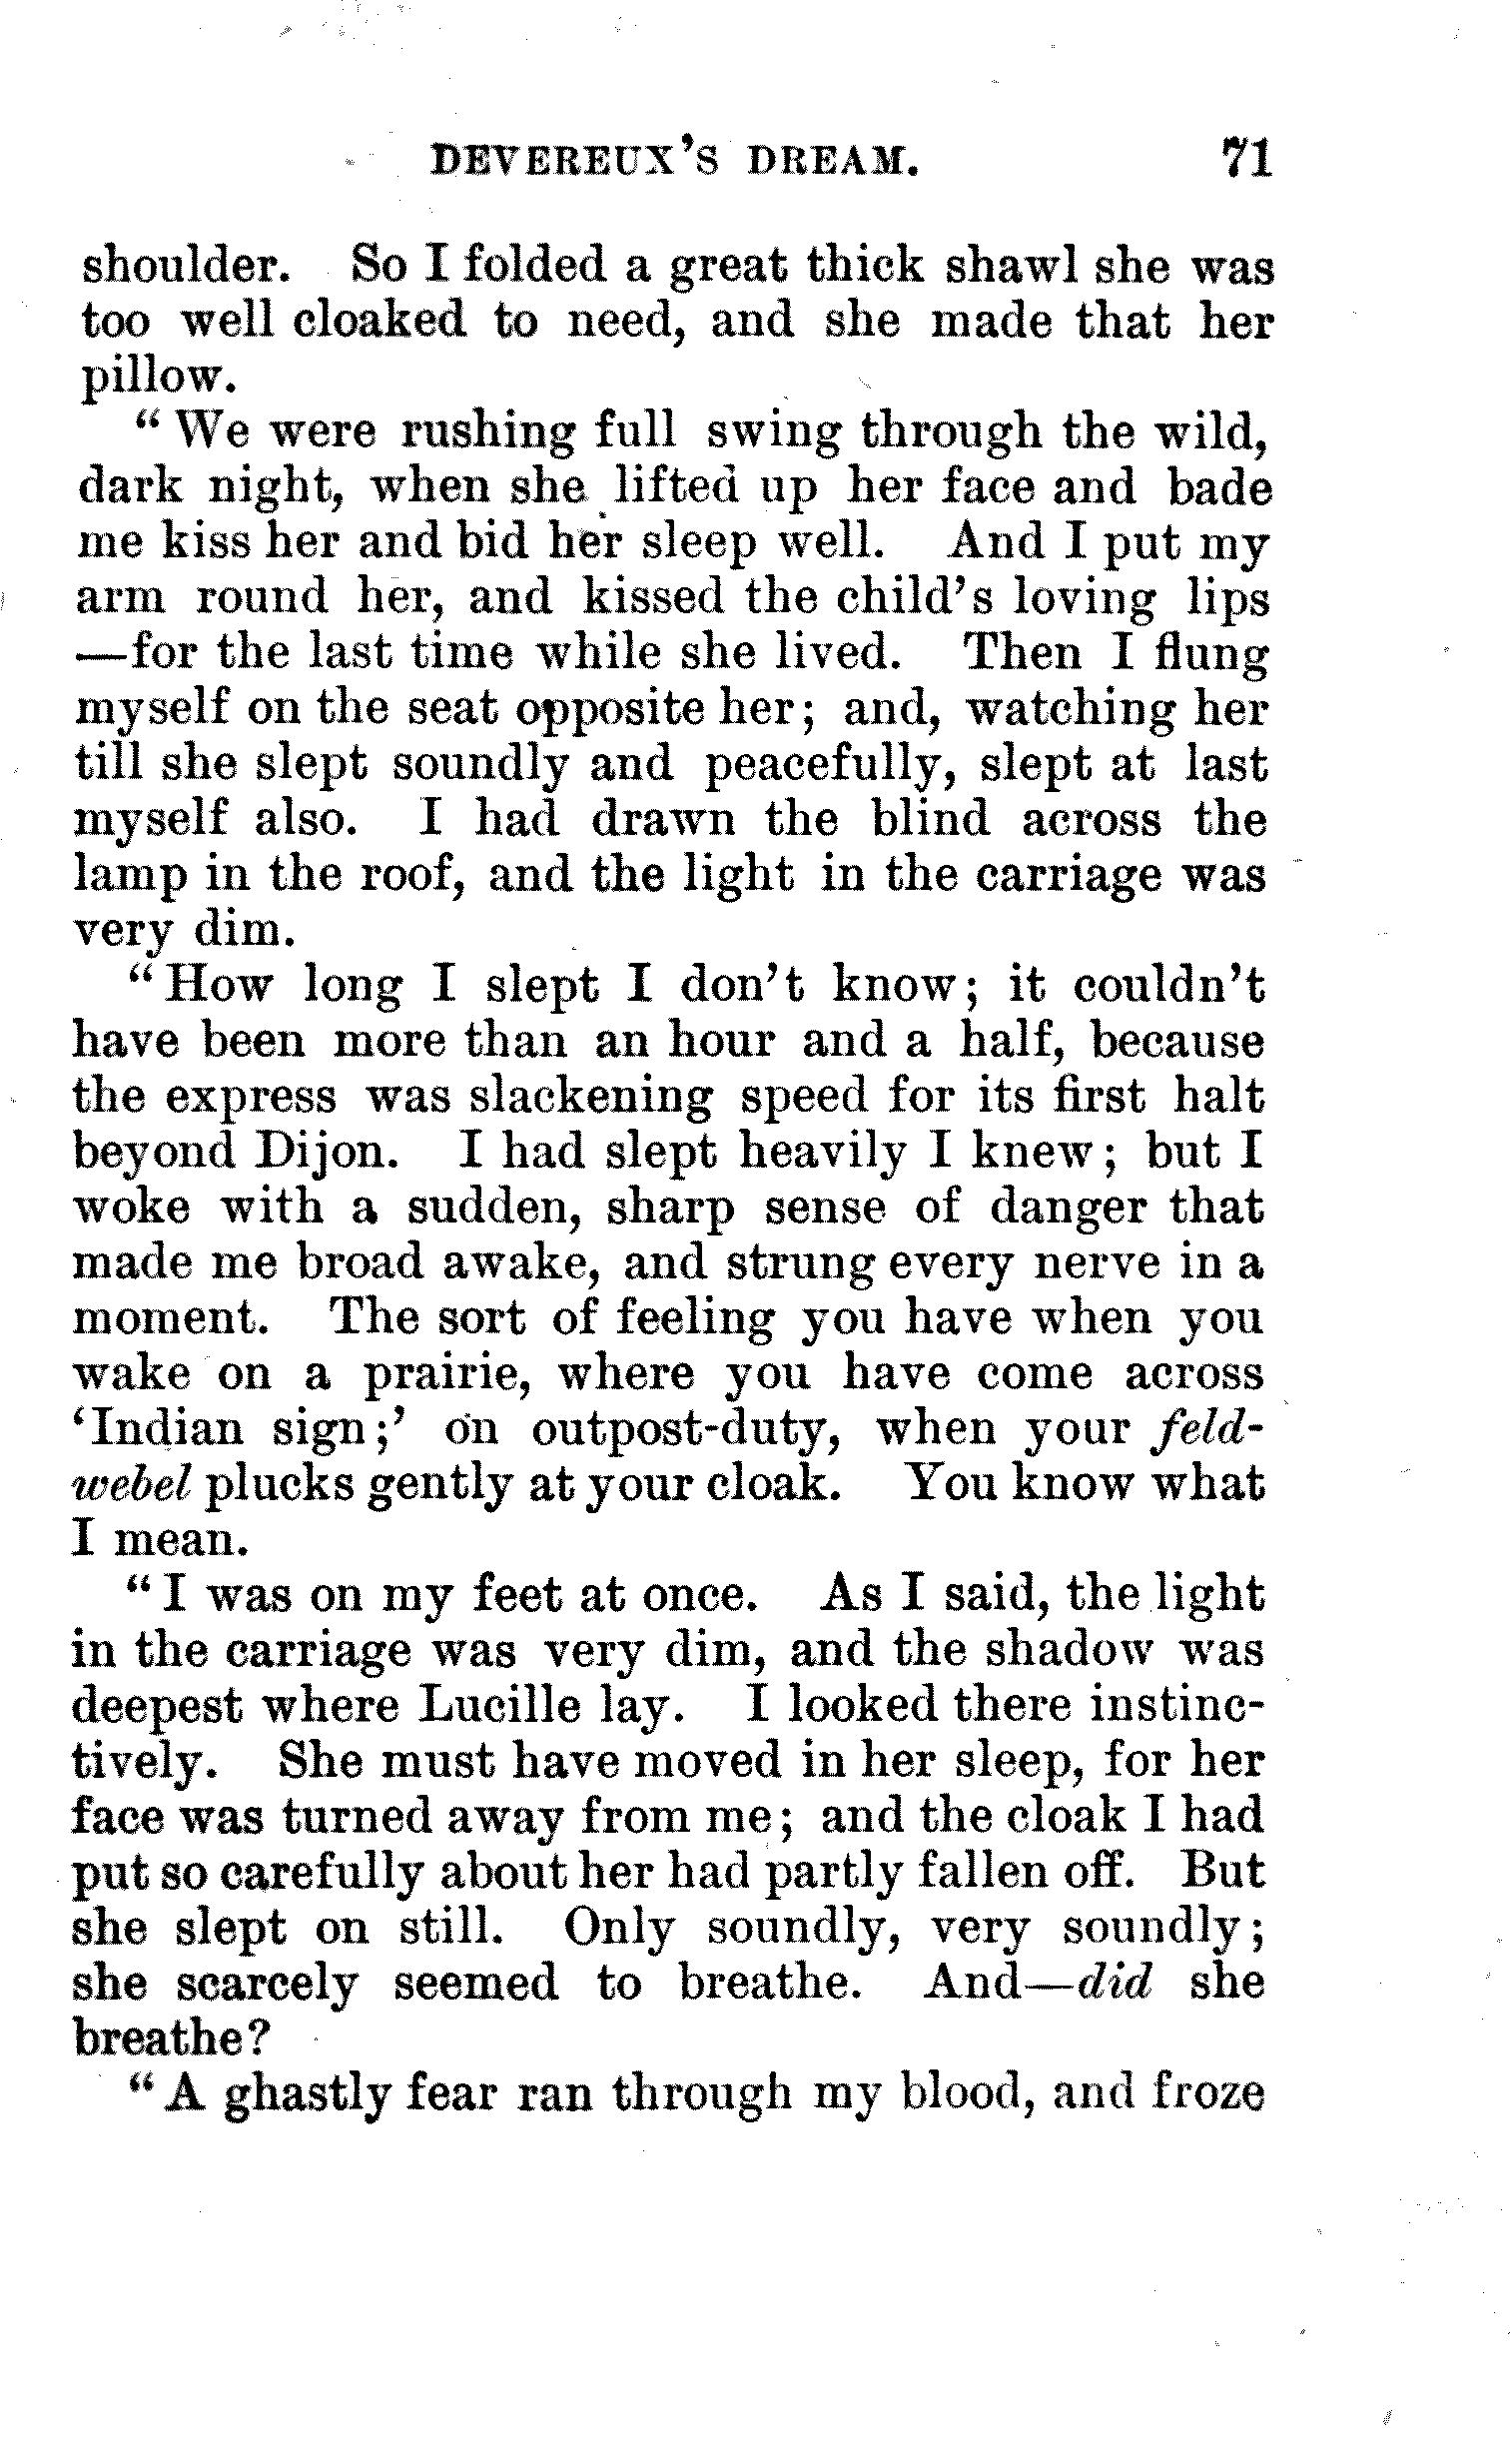 DEVEREUX'S DREAM. 71
shoulder. So I folded a great thick shawl she was
too well cloaked to need, and she made that her
pillow.
"We were rushing full swing through the wild,
dark night, when she lifted up her face and bade
me kiss her and bid her sleep well. And I put my
arm round her, and kissed the child's loving lips
—for the last time while she lived. Then I flung
myself on the seat opposite her; and, watching her
till she slept soundly and peacefully, slept at last
myself also. I had drawn the blind across the
lamp in the roof, and the light in the carriage was
very dim.
"How long I slept I don't know; it couldn't
have been more than an hour and a half, because
the express was slackening speed for its first halt
beyond Dijon. I had slept heavily I knew; but I
woke with a sudden, sharp sense of danger that
made me broad awake, and strung every nerve in a
moment. The sort of feeling you have when you
wake on a prairie, where you have come across
'Indian sign;' on outpost-duty, when your feld-
webel plucks gently at your cloak. You know what
I mean.
"I was on my feet at once. As I said, the light
in the carriage was very dim, and the shadow was
deepest where Lucille lay. I looked there instinc-
tively. She must have moved in her sleep, for her
face was turned away from me; and the cloak I had
put so carefully about her had partly fallen off. But
she slept on still. Only soundly, very soundly;
she scarcely seemed to breathe. And—did she
breathe?
"A ghastly fear ran through my blood, and froze